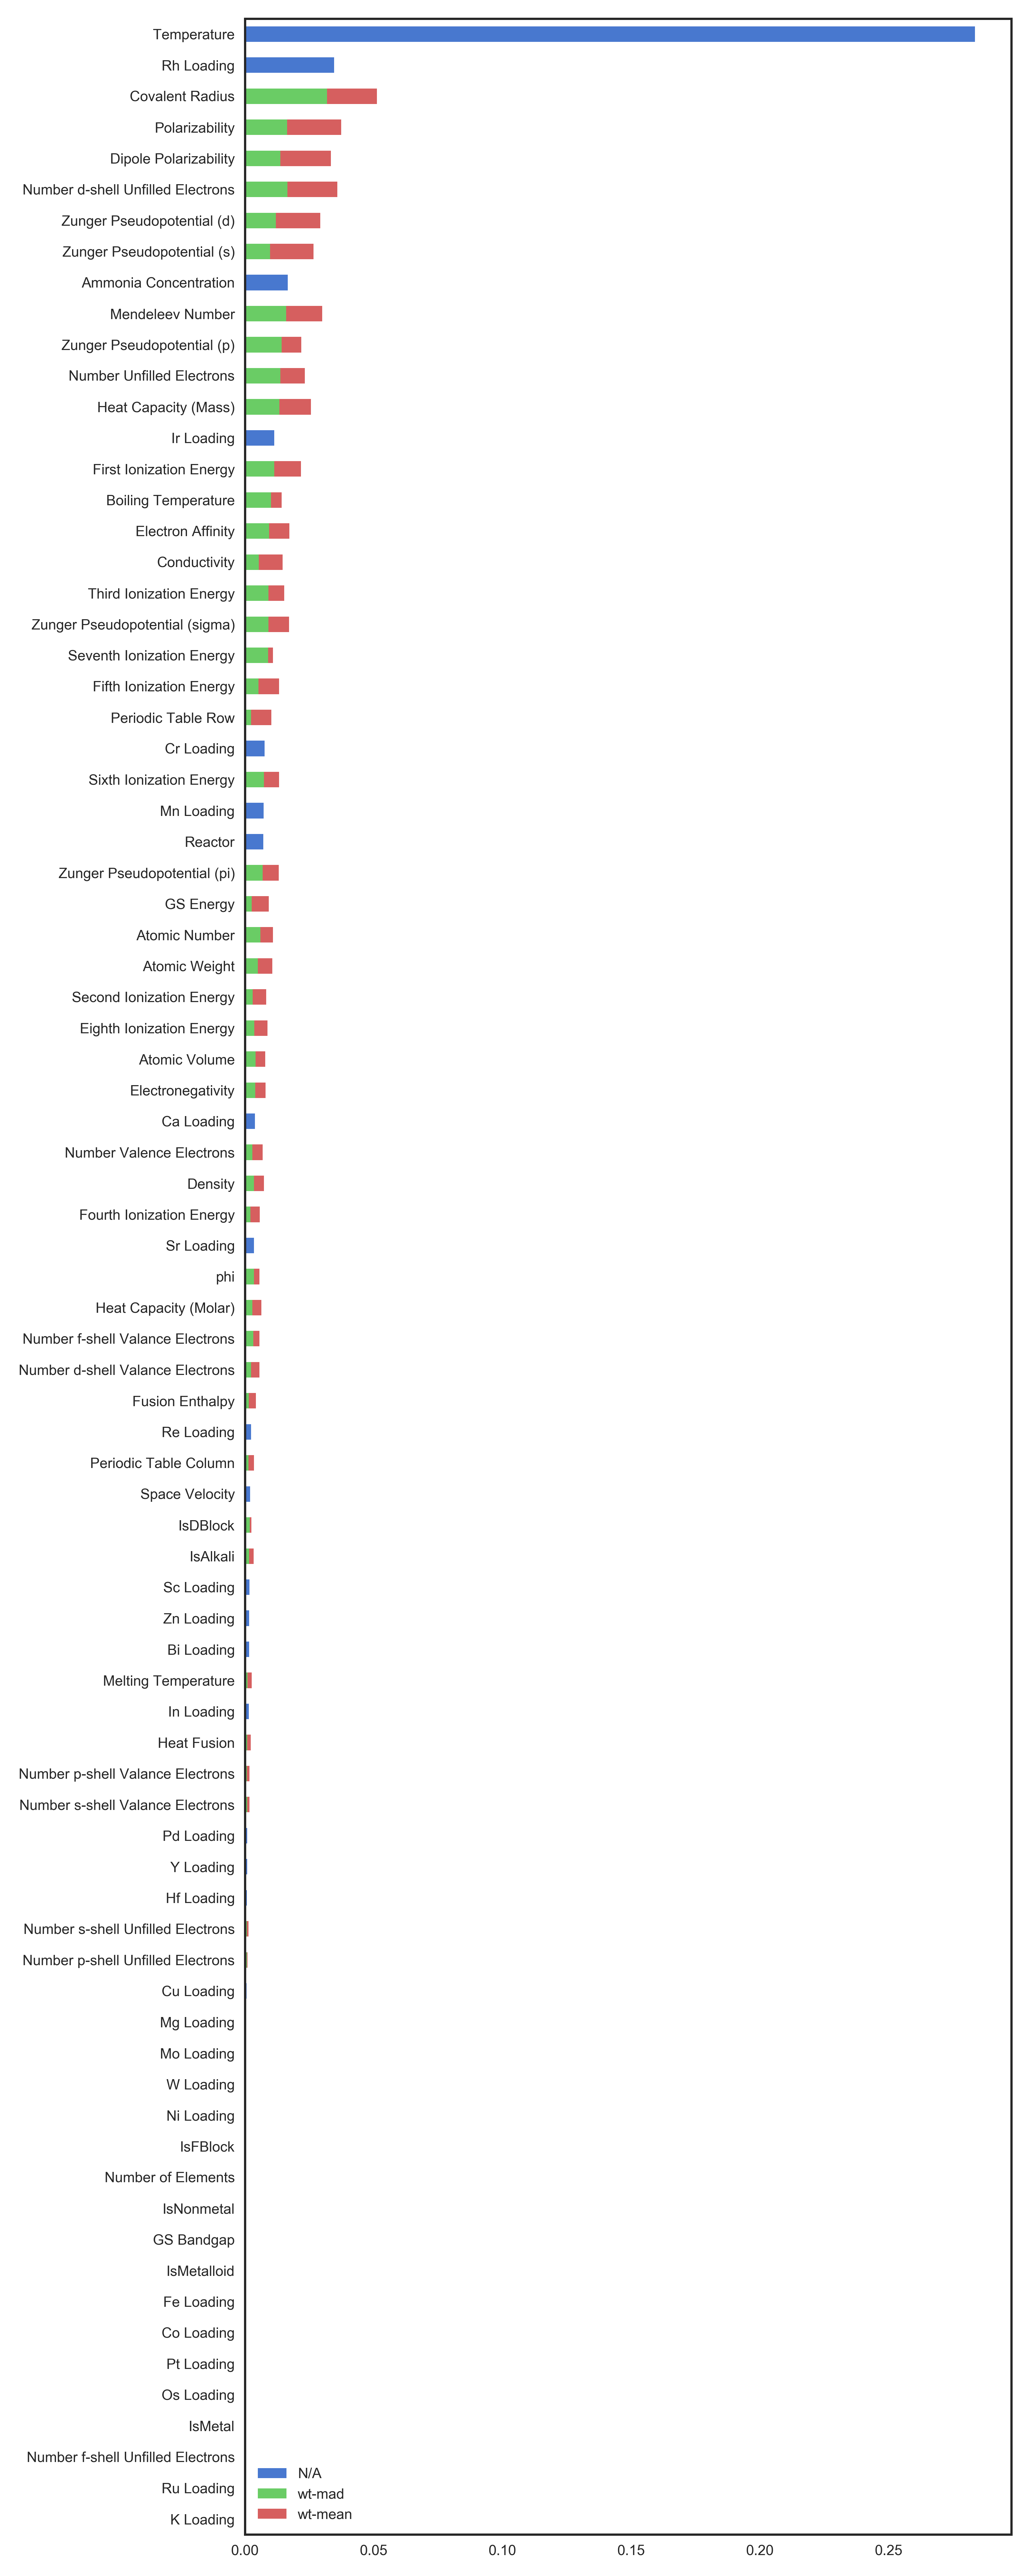 Temperature
Rh Loading
Covalent Radius
Polarizability
Dipole Polarizability
Number d-shell Unfilled Electrons
Zunger Pseudopotential (d)
Zunger Pseudopotential (s)
Ammonia Concentration
Mendeleev Number
Zunger Pseudopotential (p)
Number Unfilled Electrons
Heat Capacity (Mass)
Ir Loading
First Ionization Energy
Boiling Temperature
Electron Affinity
Conductivity
Third Ionization Energy
Zunger Pseudopotential (sigma)
Seventh Ionization Energy
Fifth Ionization Energy
Periodic Table Row
Cr Loading
Sixth Ionization Energy
Mn Loading
Reactor
Zunger Pseudopotential (pi)
GS Energy
Atomic Number
Atomic Weight
Second Ionization Energy
Eighth Ionization Energy
Atomic Volume
Electronegativity
Ca Loading
Number Valence Electrons
Density
Fourth Ionization Energy
Sr Loading
phi
Heat Capacity (Molar)
Number f-shell Valance Electrons
Number d-shell Valance Electrons
Fusion Enthalpy
Re Loading
Periodic Table Column
Space Velocity
IsDBlock
IsAlkali
Sc Loading
Zn Loading
Bi Loading
Melting Temperature
In Loading
Heat Fusion
Number p-shell Valance Electrons
Number s-shell Valance Electrons
Pd Loading
Y Loading
Hf Loading
Number s-shell Unfilled Electrons
Number p-shell Unfilled Electrons
Cu Loading
Mg Loading
Mo Loading
W Loading
Ni Loading
IsFBlock
Number of Elements
IsNonmetal
GS Bandgap
IsMetalloid
Fe Loading
Co Loading
Pt Loading
Os Loading
IsMetal
Number f-shell Unfilled Electrons
Ru Loading
K Loading
N/A
wt-mad
wt-mean
0.00 0.05 0.10 0.15 0.20 0.25